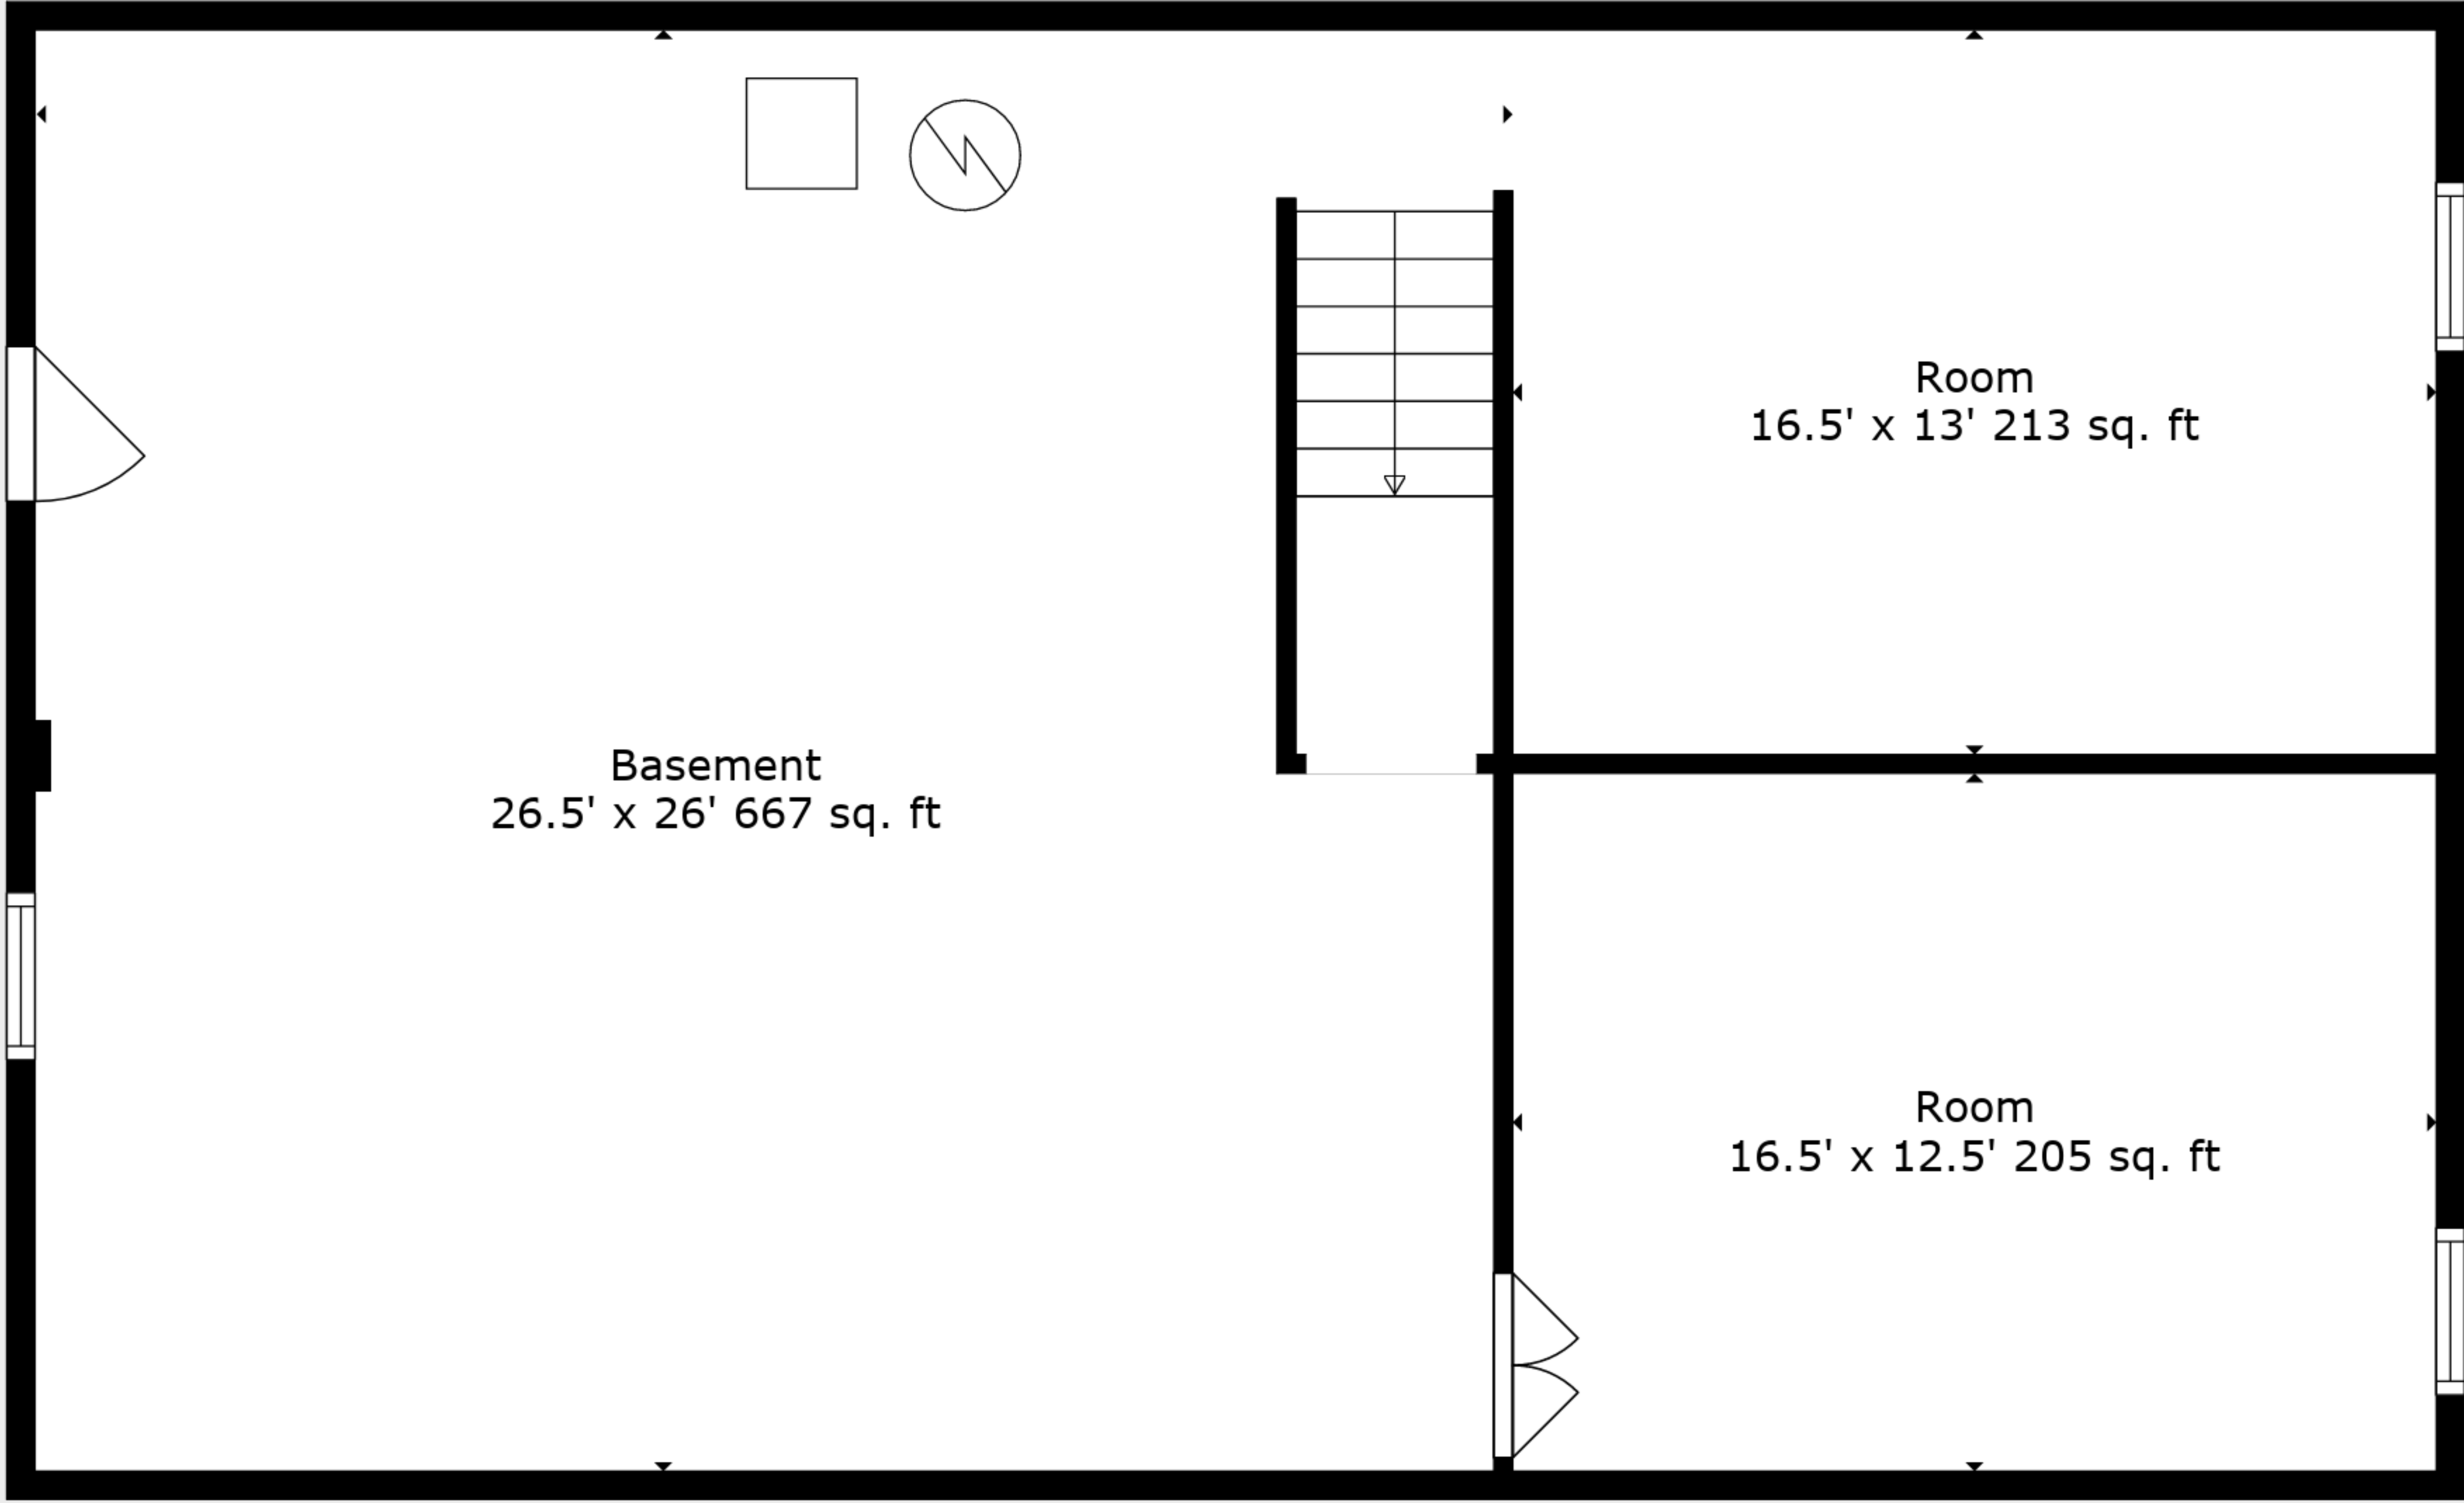 Room
16.5' x 13' 213 sq. ft
Basement
26.5' x 26' 667 sq. ft
Room
16.5' x 12.5' 205 sq. ft